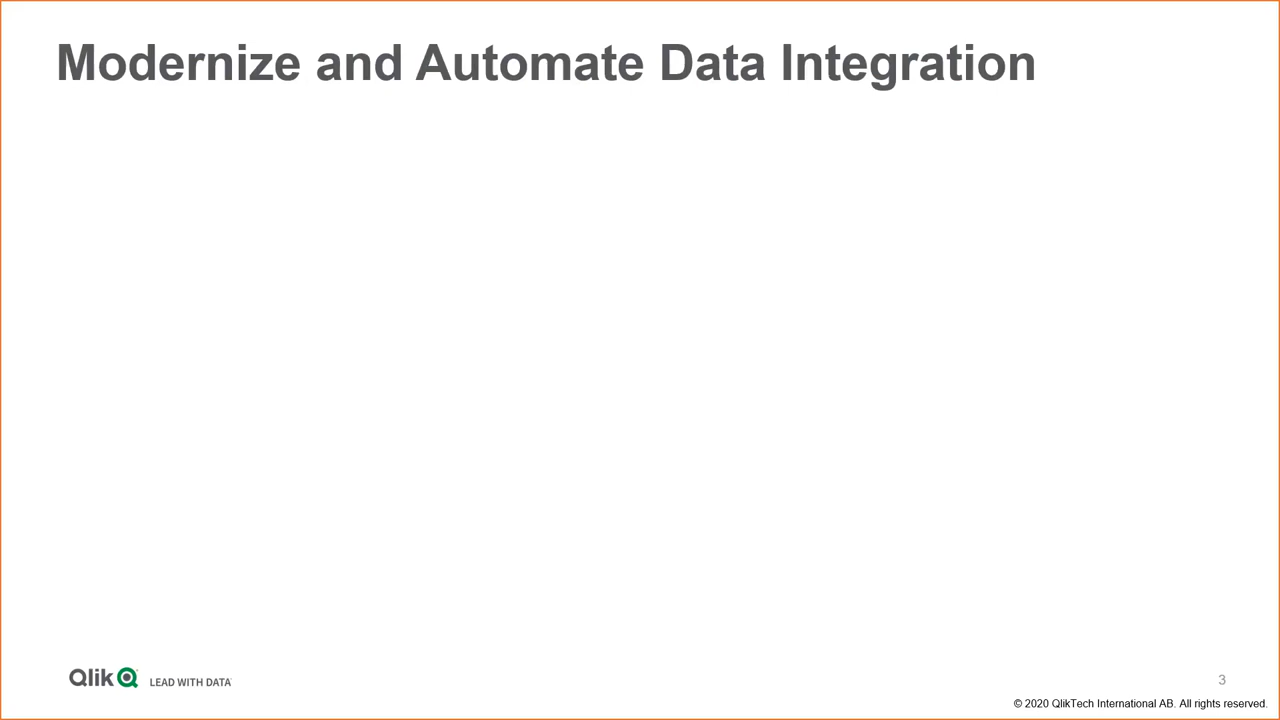 Modernize and Automate Data Integration
Qlik LEAD WITH DATA
3
© 2020 QlikTech International AB. All rights reserved.